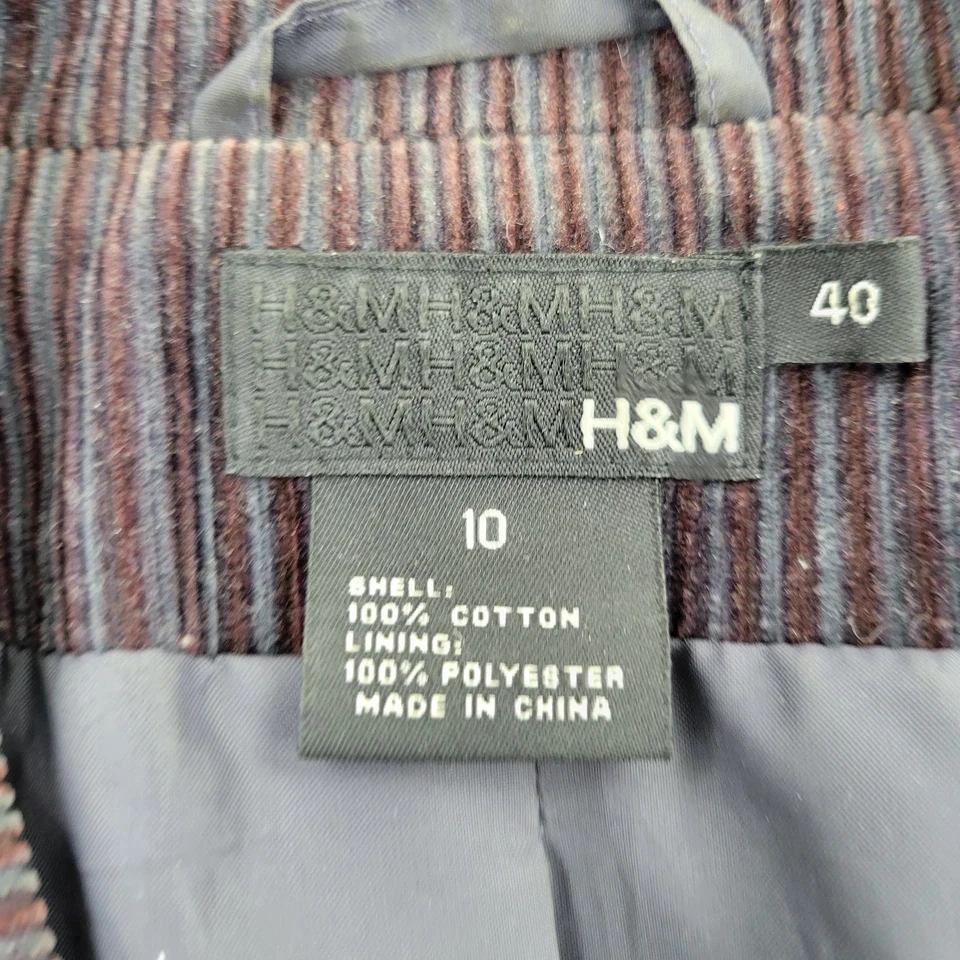 H&MH&MH&M
H&MH&MH&M
H&MH&MH&M
40
10
SHELL:
100% COTTON
LINING:
100% POLYESTER
MADE IN CHINA